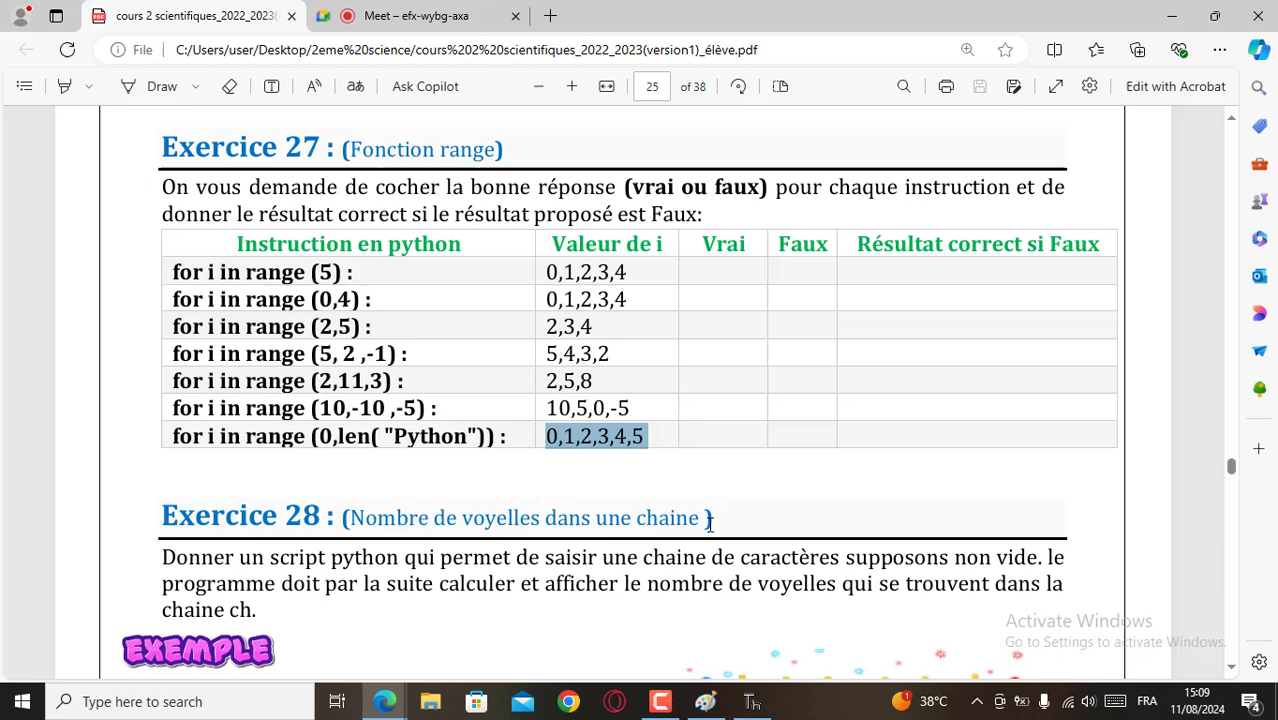 cours 2 scientifiques_2022_2023(
Meet – efx-wybg-axa
File
C:/Users/user/Desktop/2eme%20science/cours%202%20scientifiques_2022_2023(version1)_élève.pdf
Draw
aあ
Ask Copilot
25
of 38
Edit with Acrobat
Exercice 27 : (Fonction range)
On vous demande de cocher la bonne réponse (vrai ou faux) pour chaque instruction et de
donner le résultat correct si le résultat proposé est Faux:
Instruction en python Valeur de i Vrai Faux Résultat correct si Faux
for i in range (5) : 0,1,2,3,4
for i in range (0,4) : 0,1,2,3,4
for i in range (2,5) : 2,3,4
for i in range (5, 2 ,-1) : 5,4,3,2
for i in range (2,11,3) : 2,5,8
for i in range (10,-10 ,-5) : 10,5,0,-5
for i in range (0,len( "Python")) : 0,1,2,3,4,5
Exercice 28 : (Nombre de voyelles dans une chaine )
Donner un script python qui permet de saisir une chaine de caractères supposons non vide. le
programme doit par la suite calculer et afficher le nombre de voyelles qui se trouvent dans la
chaine ch.
EXEMPLE
Activate Windows
Go to Settings to activate Windows.
Type here to search
Th
1
38°C
FRA
15:09
11/08/2024
4